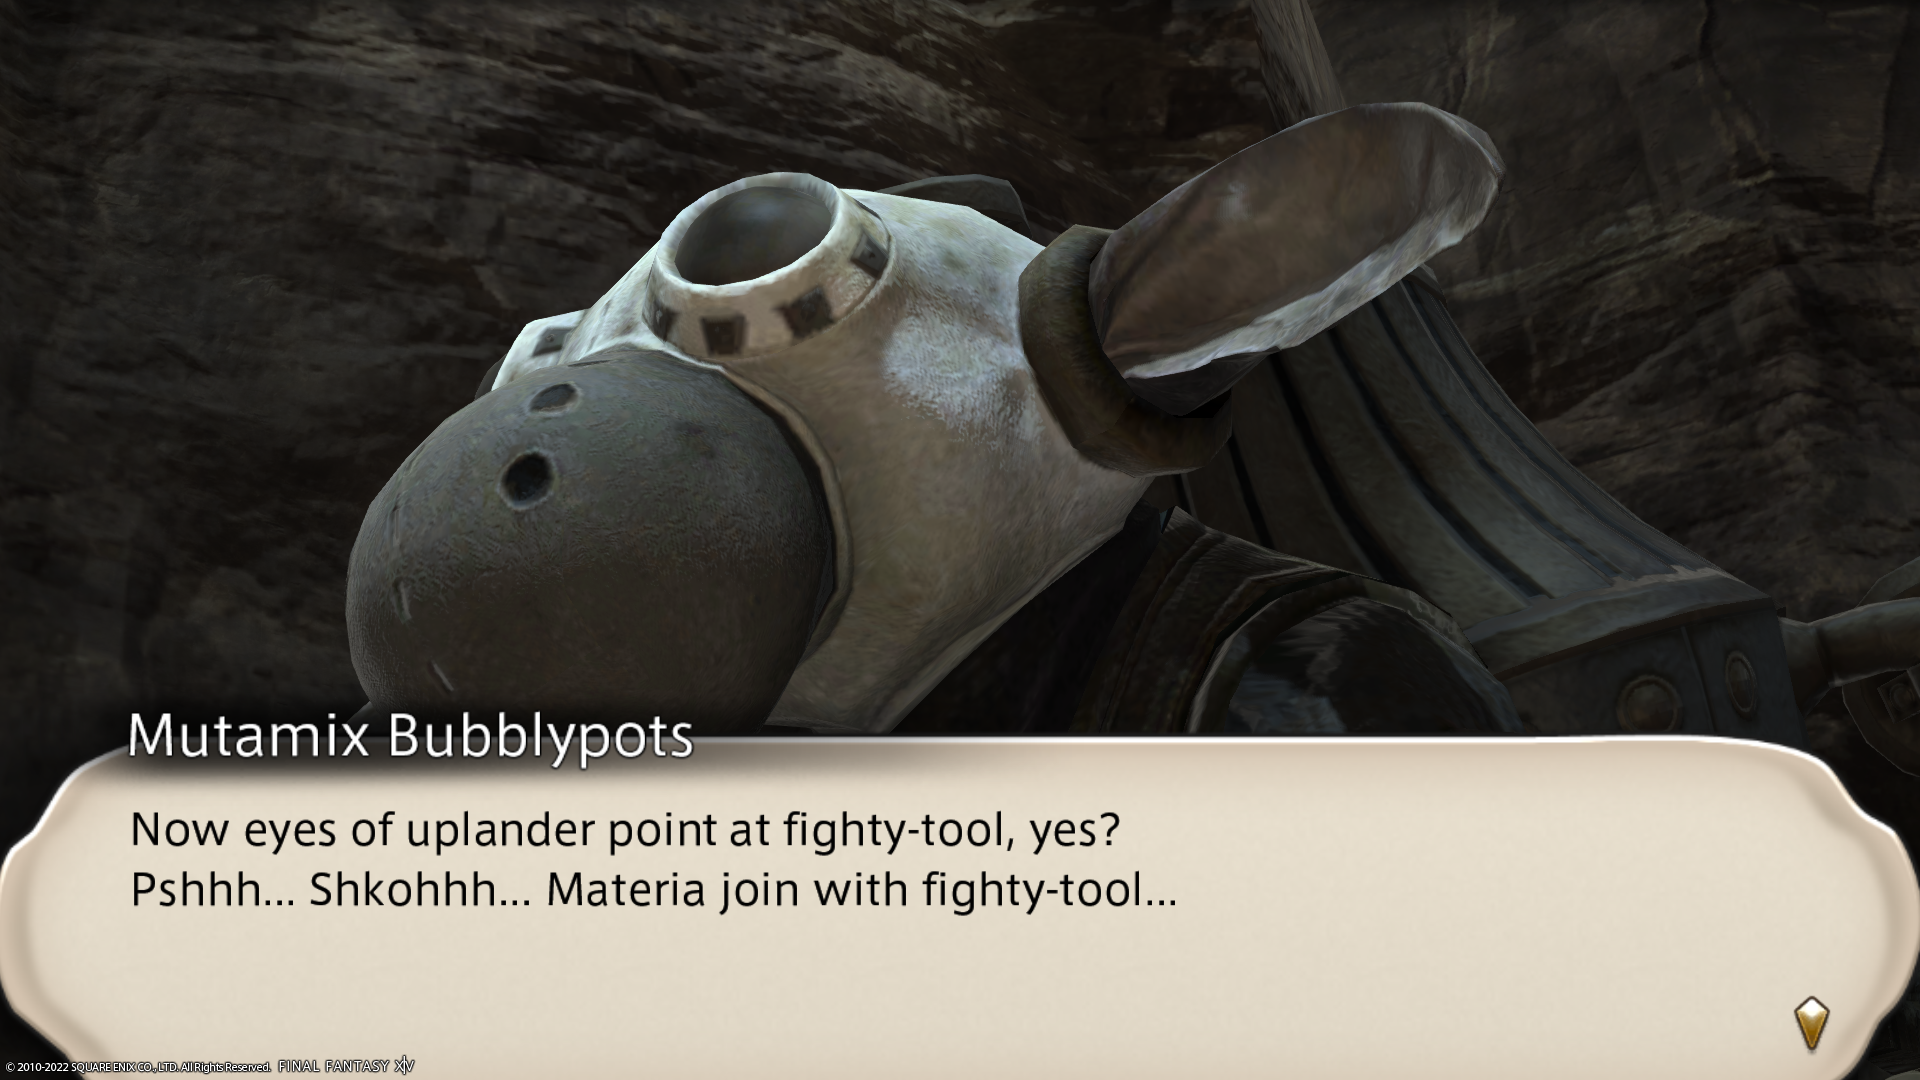 Mutamix Bubblypots
Now eyes of uplander point at fighty-tool, yes?
Pshhh... Shkohhh... Materia join with fighty-tool...
© 2010-2022 SQUARE ENIX CO., LTD. All Rights Reserved. FINAL FANTASY XIV